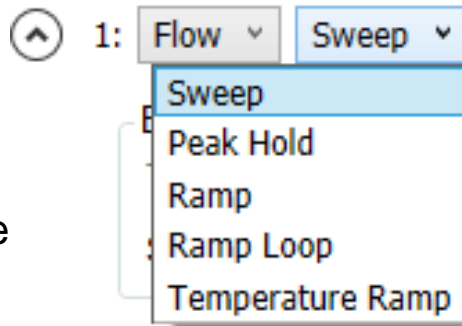 1: Flow Sweep
Sweep
Peak Hold
Ramp
e Ramp Loop
Temperature Ramp